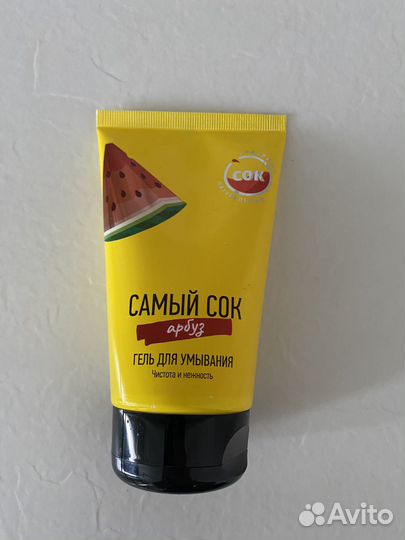 СОК
САМЫЙ СОК
арбуз
ГЕЛЬ ДЛЯ УМЫВАНИЯ
Чистота и нежность
Avito